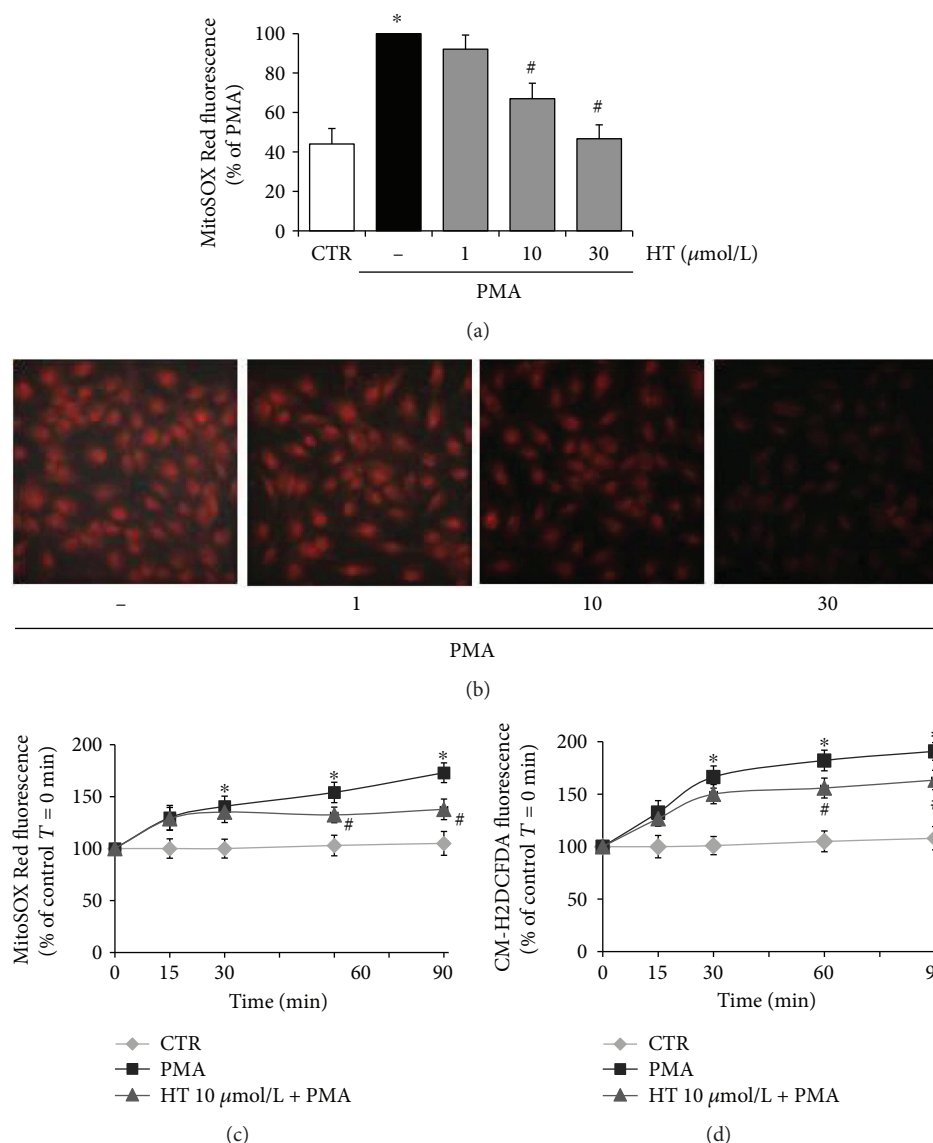 MitoSOX Red fluorescence
(% of PMA)
100
80
60
40
20
0
*
#
#
CTR – 1 10 30 HT (μmol/L)
PMA
(a)
– 1 10 30
PMA
(b)
MitoSOX Red fluorescence
(% of control T = 0 min)
200
150
100
50
0
* * *
# #
0 15 30 60 90
Time (min)
CTR
PMA
HT 10 μmol/L + PMA
(c)
CM-H2DCFDA fluorescence
(% of control T = 0 min)
200
150
100
50
0
* *
#
0 15 30 60
Time (min)
CTR
PMA
HT 10 μmol/L + PMA
(d)